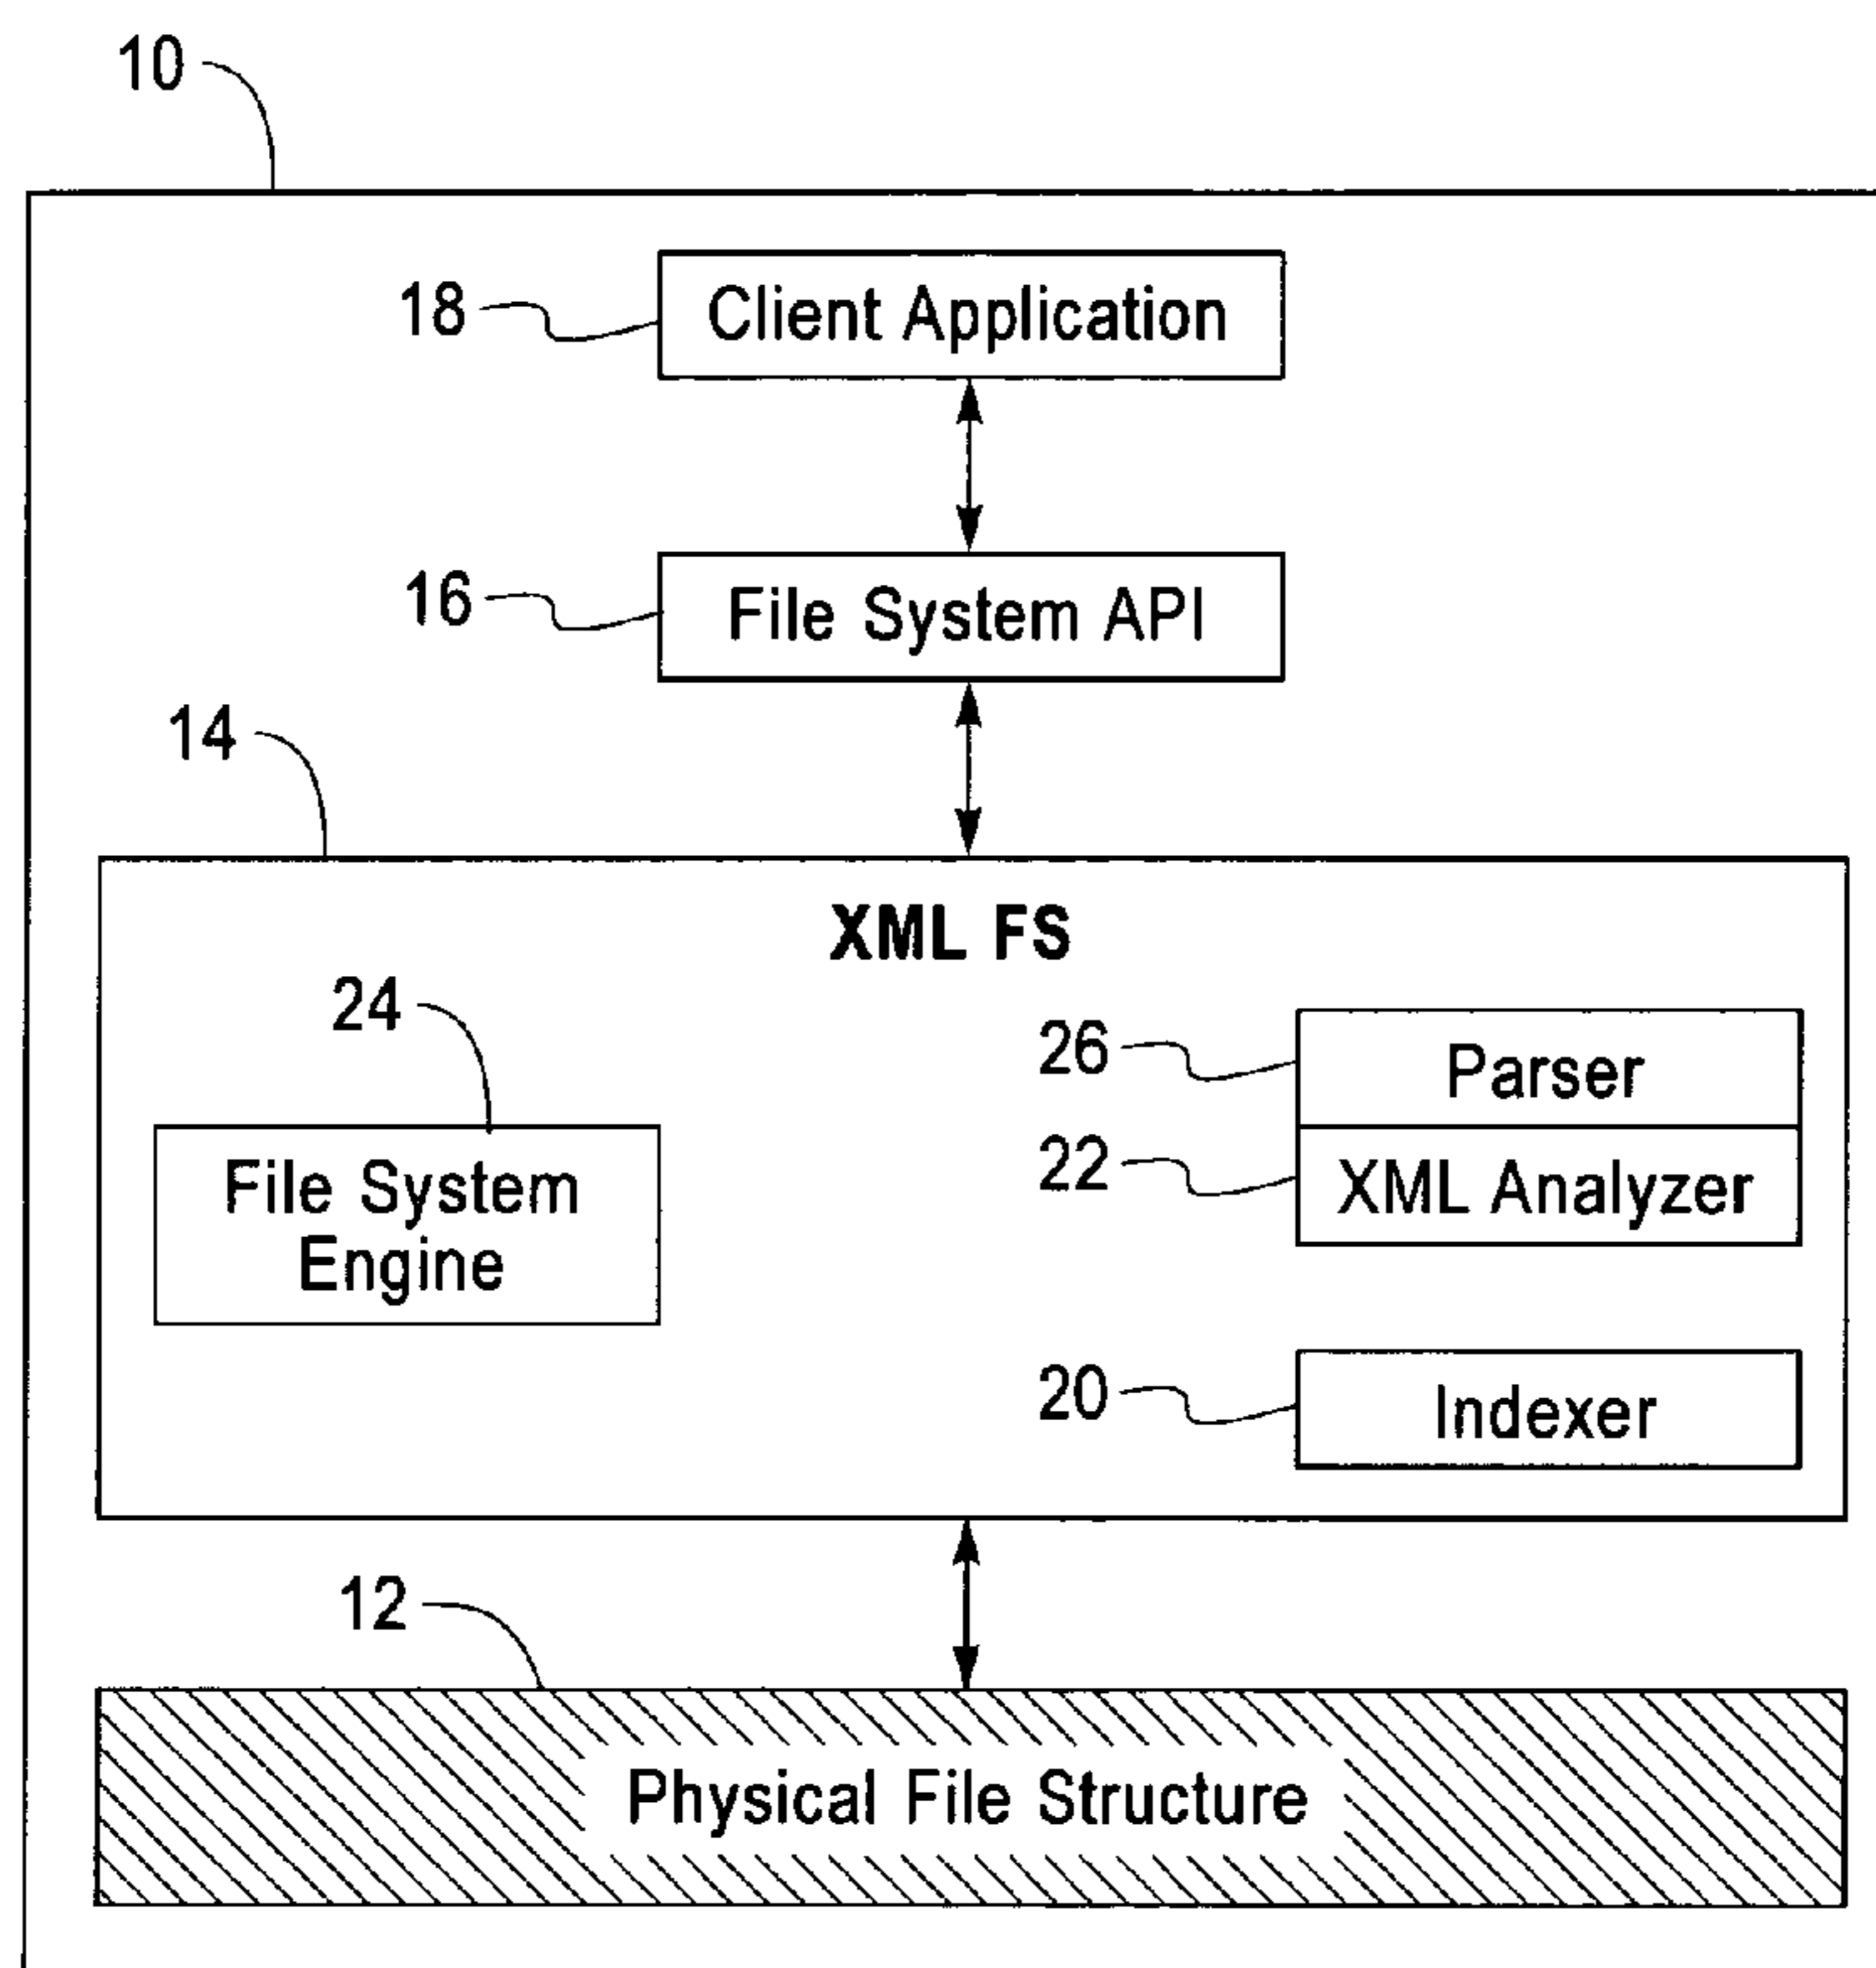 10
18 Client Application
16 File System API
14
XML FS
24
26 Parser
22 XML Analyzer
File System
Engine
20 Indexer
12
Physical File Structure